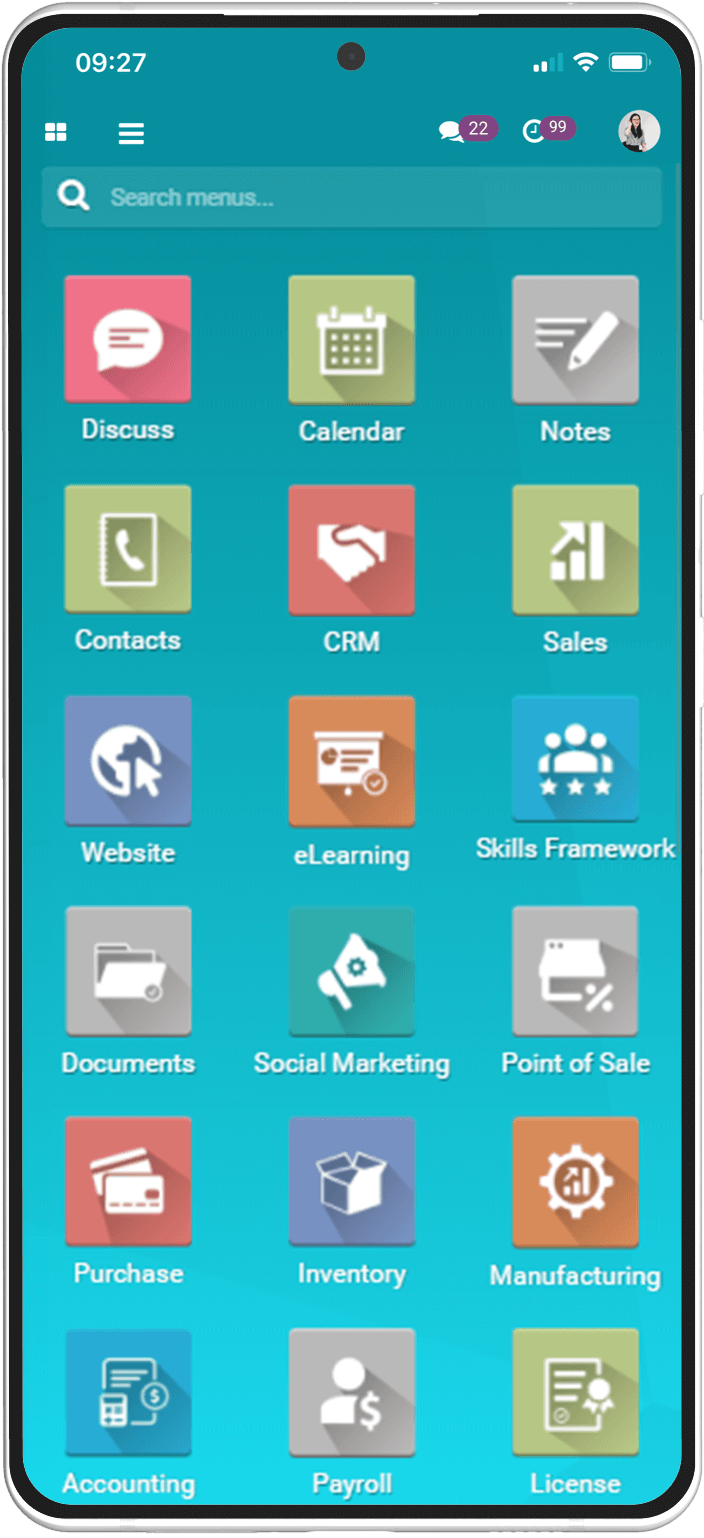 09:27
22 99
Search menus...
Discuss Calendar Notes
Contacts CRM Sales
Website eLearning Skills Framework
Documents Social Marketing Point of Sale
Purchase Inventory Manufacturing
Accounting Payroll License